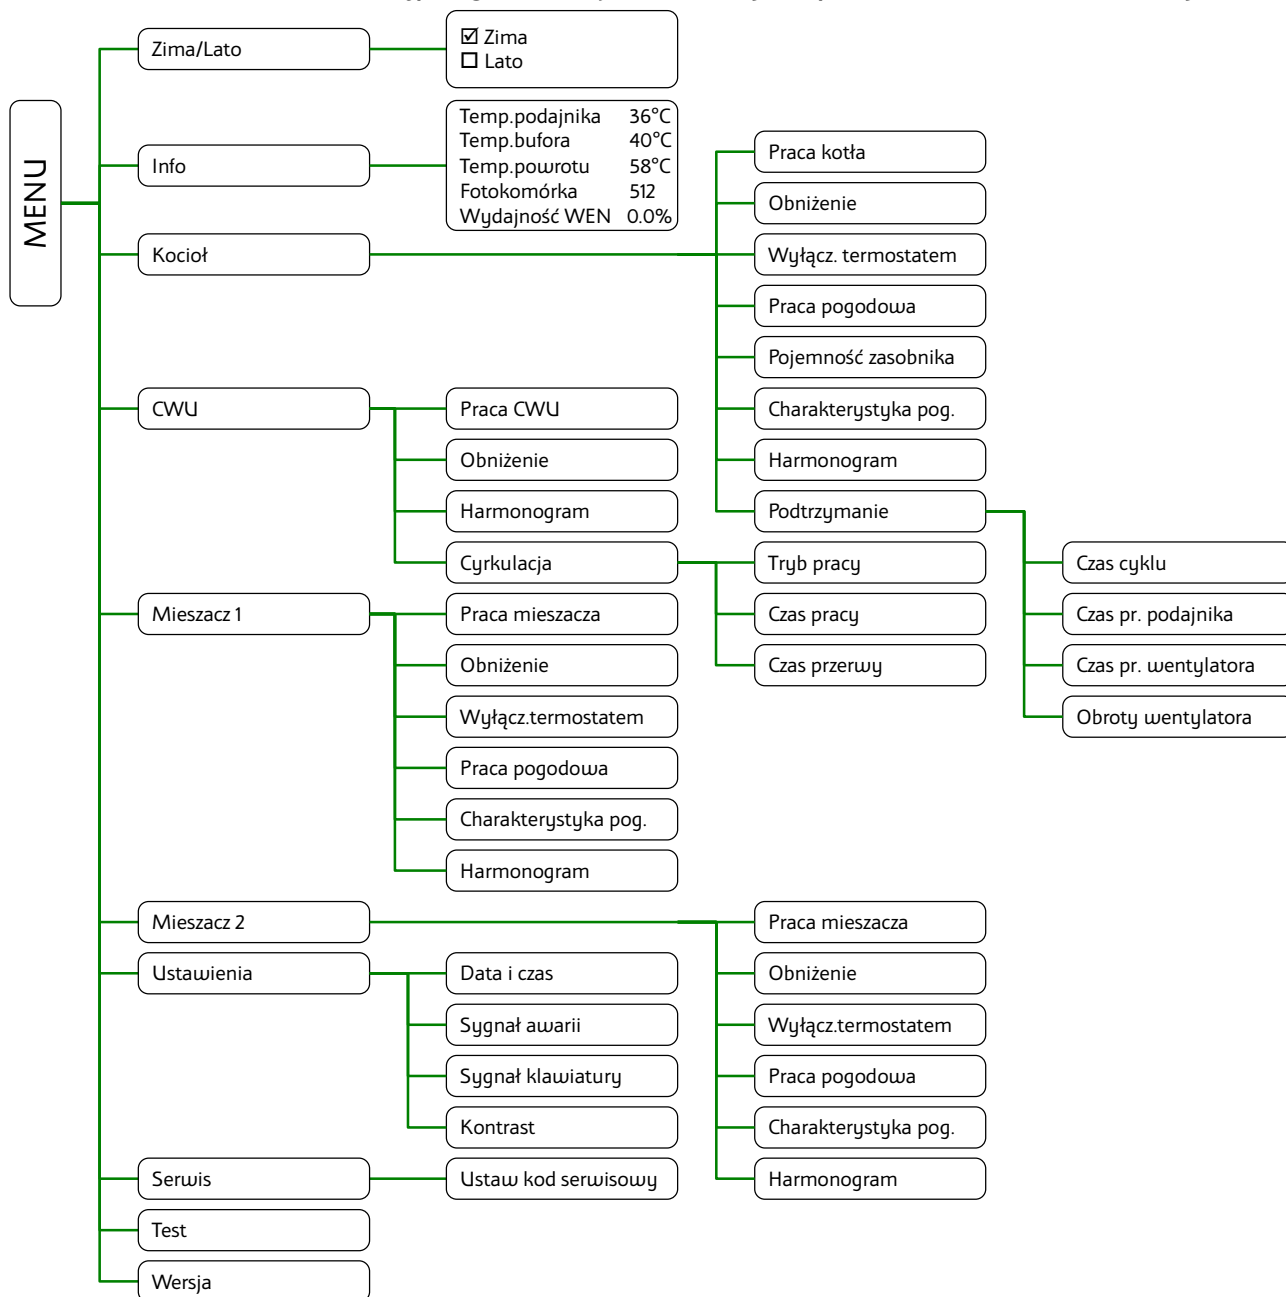 MENU
Zima/Lato
☑ Zima
☐ Lato
Info
Temp.podajnika 36°C
Temp.bufora 40°C
Temp.powrotu 58°C
Fotokomórka 512
Wydajność WEN 0.0%
Kocioł
Praca kotła
Obniżenie
Wyłącz. termostatem
Praca pogodowa
Pojemność zasobnika
Charakterystyka pog.
Harmonogram
Podtrzymanie
Czas cyklu
Czas pr. podajnika
Czas pr. wentylatora
Obroty wentylatora
CWU
Praca CWU
Obniżenie
Harmonogram
Cyrkulacja
Tryb pracy
Czas pracy
Czas przerwy
Mieszacz 1
Praca mieszacza
Obniżenie
Wyłącz.termostatem
Praca pogodowa
Charakterystyka pog.
Harmonogram
Mieszacz 2
Praca mieszacza
Obniżenie
Wyłącz.termostatem
Praca pogodowa
Charakterystyka pog.
Harmonogram
Ustawienia
Data i czas
Sygnał awarii
Sygnał klawiatury
Kontrast
Serwis
Ustaw kod serwisowy
Test
Wersja